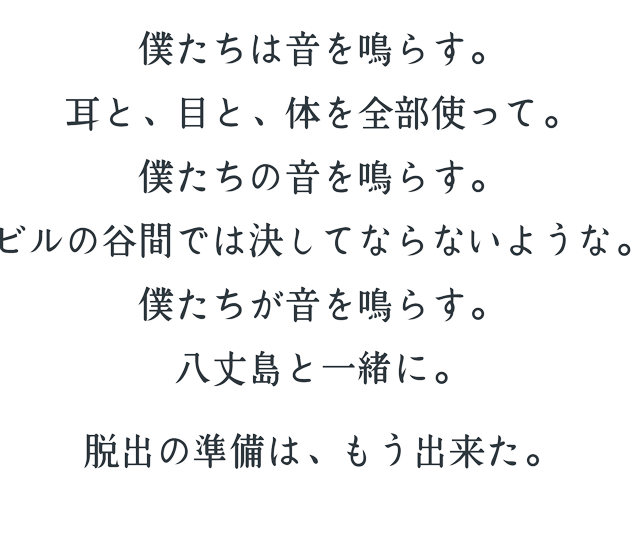 僕たちは音を鳴らす。
耳と、目と、体を全部使って。
僕たちの音を鳴らす。
ビルの谷間では決してならないような。
僕たちが音を鳴らす。
八丈島と一緒に。
脱出の準備は、もう出来た。